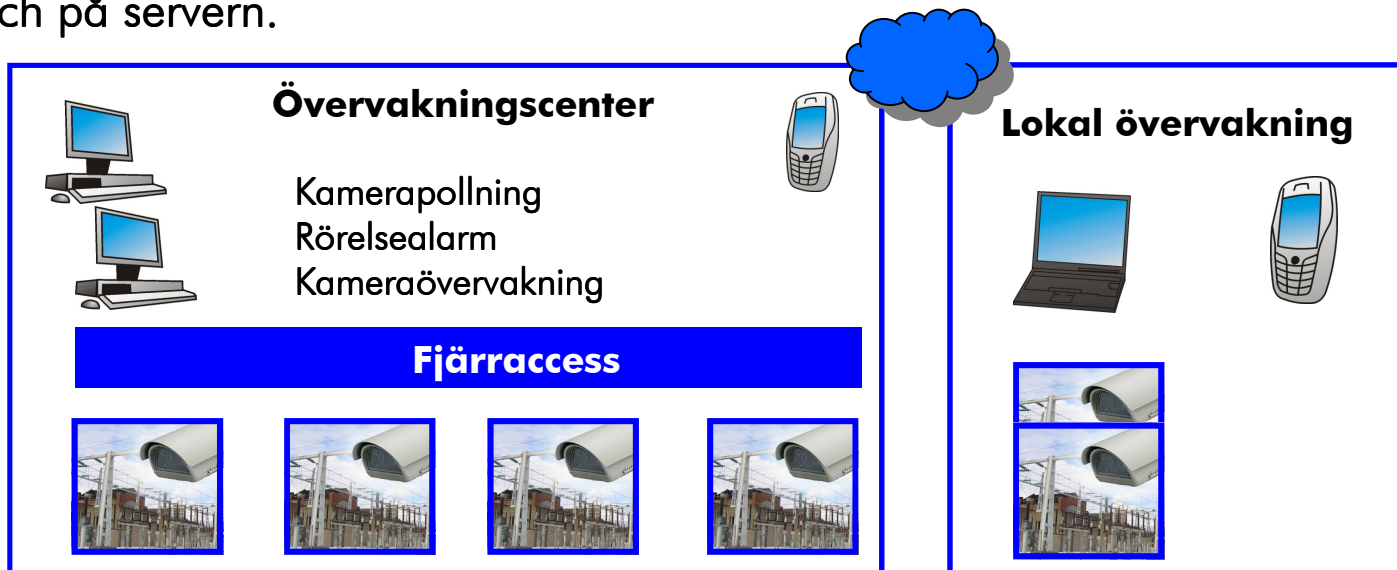 ch på servern.
Övervakningscenter
Kamerapollning
Rörelsealarm
Kameraövervakning
Fjärraccess
Lokal övervakning